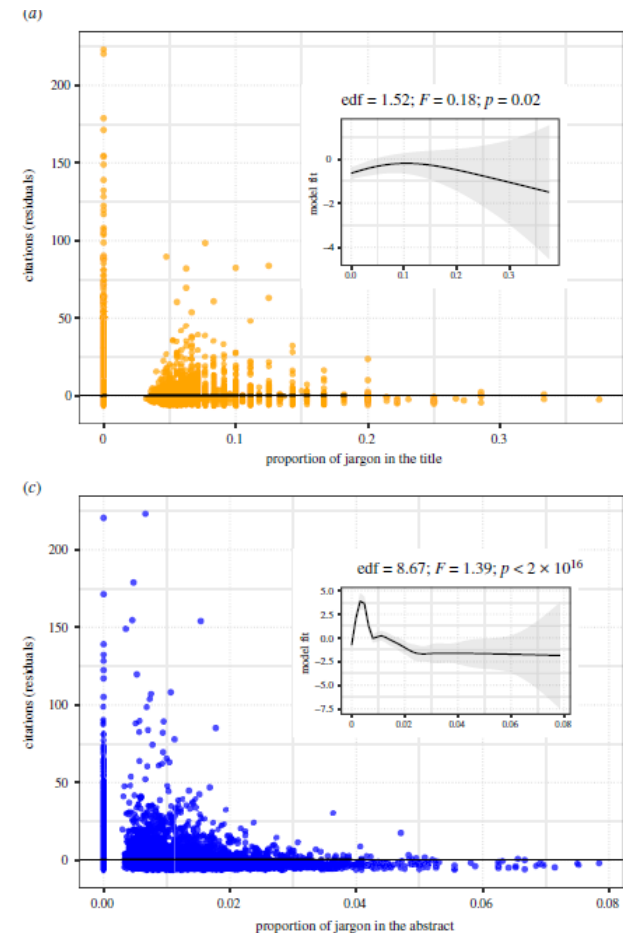 (a)
200
150
100
50
0
citations (residuals)
edf = 1.52; F = 0.18; p = 0.02
0
−2
−4
model fit
0.0 0.1 0.2 0.3
0 0.1 0.2 0.3
proportion of jargon in the title
(c)
200
150
100
50
0
citations (residuals)
edf = 8.67; F = 1.39; p < 2 × 10¹⁶
5.0
2.5
0.0
−2.5
−5.0
−7.5
model fit
0 0.02 0.04 0.06 0.08
0.00 0.02 0.04 0.06 0.08
proportion of jargon in the abstract